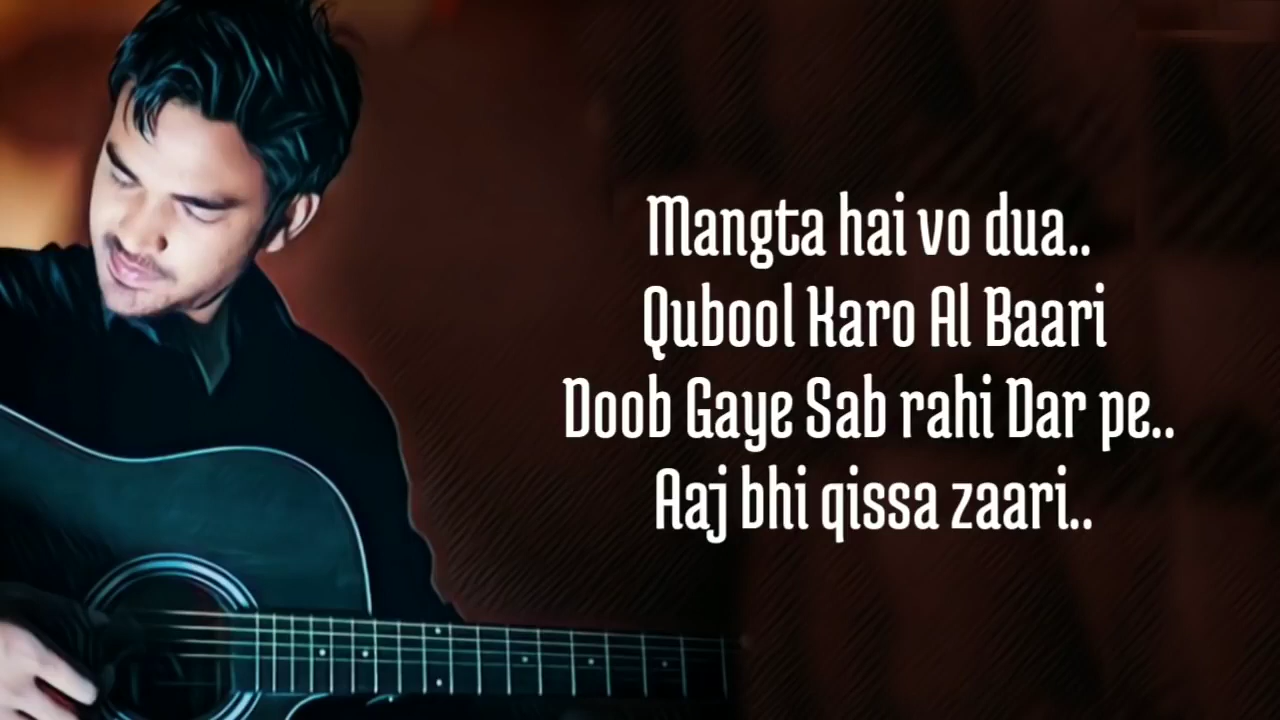 Mangta hai vo dua..
Qubool Karo Al Baari
Doob Gaye Sab rahi Dar pe..
Aaj bhi qissa zaari..